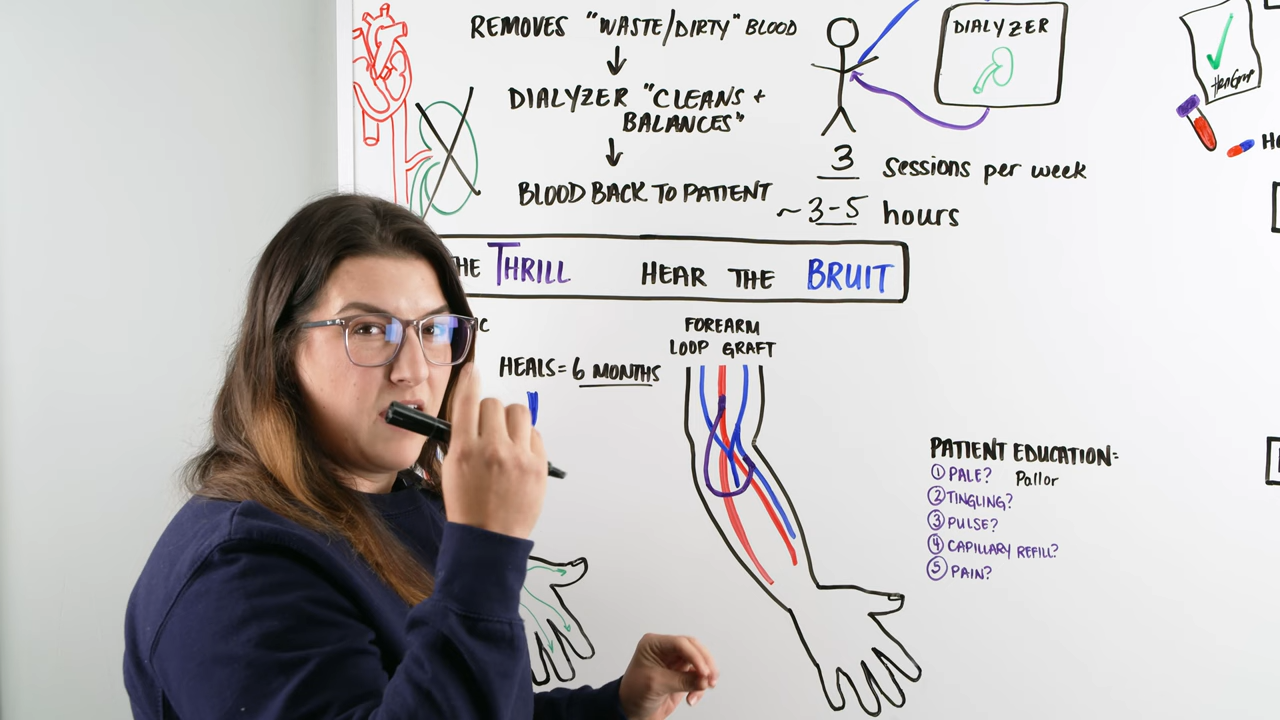 REMOVES "WASTE/DIRTY" BLOOD
DIALYZER "CLEANS +
BALANCES"
BLOOD BACK TO PATIENT
DIALYZER
3 sessions per week
~3-5 hours
THRILL HEAR THE BRUIT
HEALS= 6 MONTHS
FOREARM
LOOP GRAFT
PATIENT EDUCATION:
① PALE? Pallor
② TINGLING?
③ PULSE?
④ CAPILLARY REFILL?
⑤ PAIN?